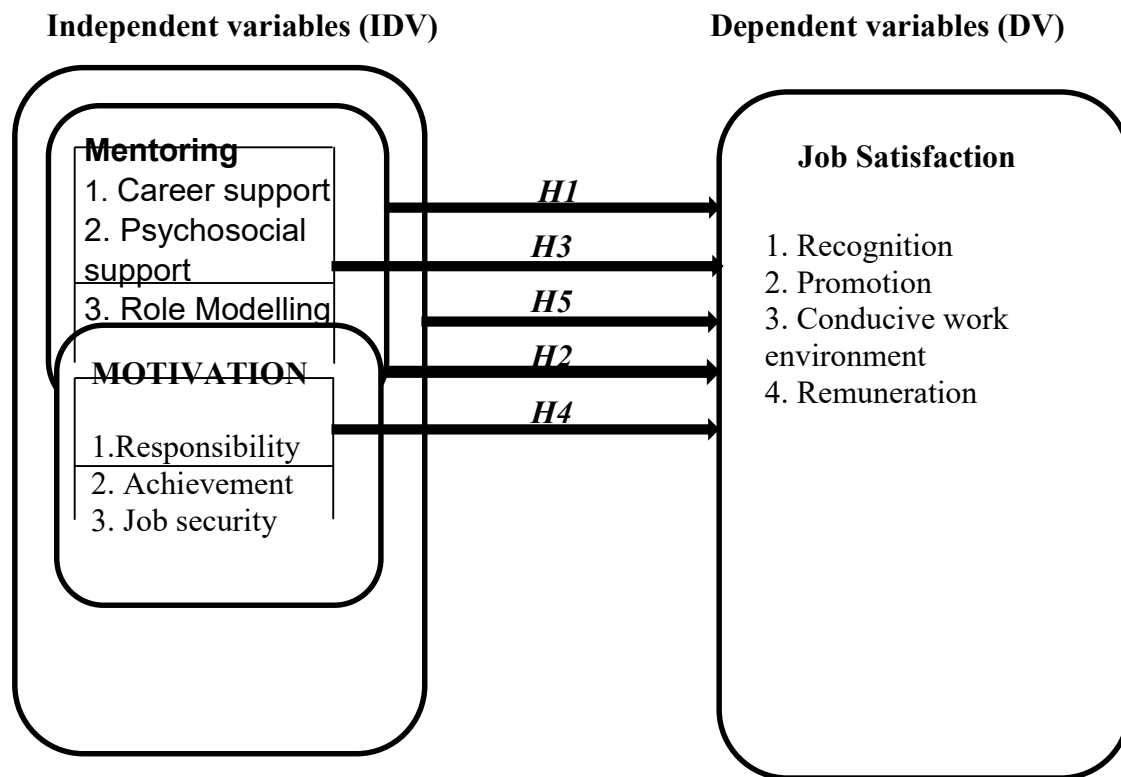 Independent variables (IDV)
Dependent variables (DV)
Mentoring
1. Career support
2. Psychosocial
support
3. Role Modelling
MOTIVATION
1.Responsibility
2. Achievement
3. Job security
H1
H3
H5
H2
H4
Job Satisfaction
1. Recognition
2. Promotion
3. Conducive work
environment
4. Remuneration